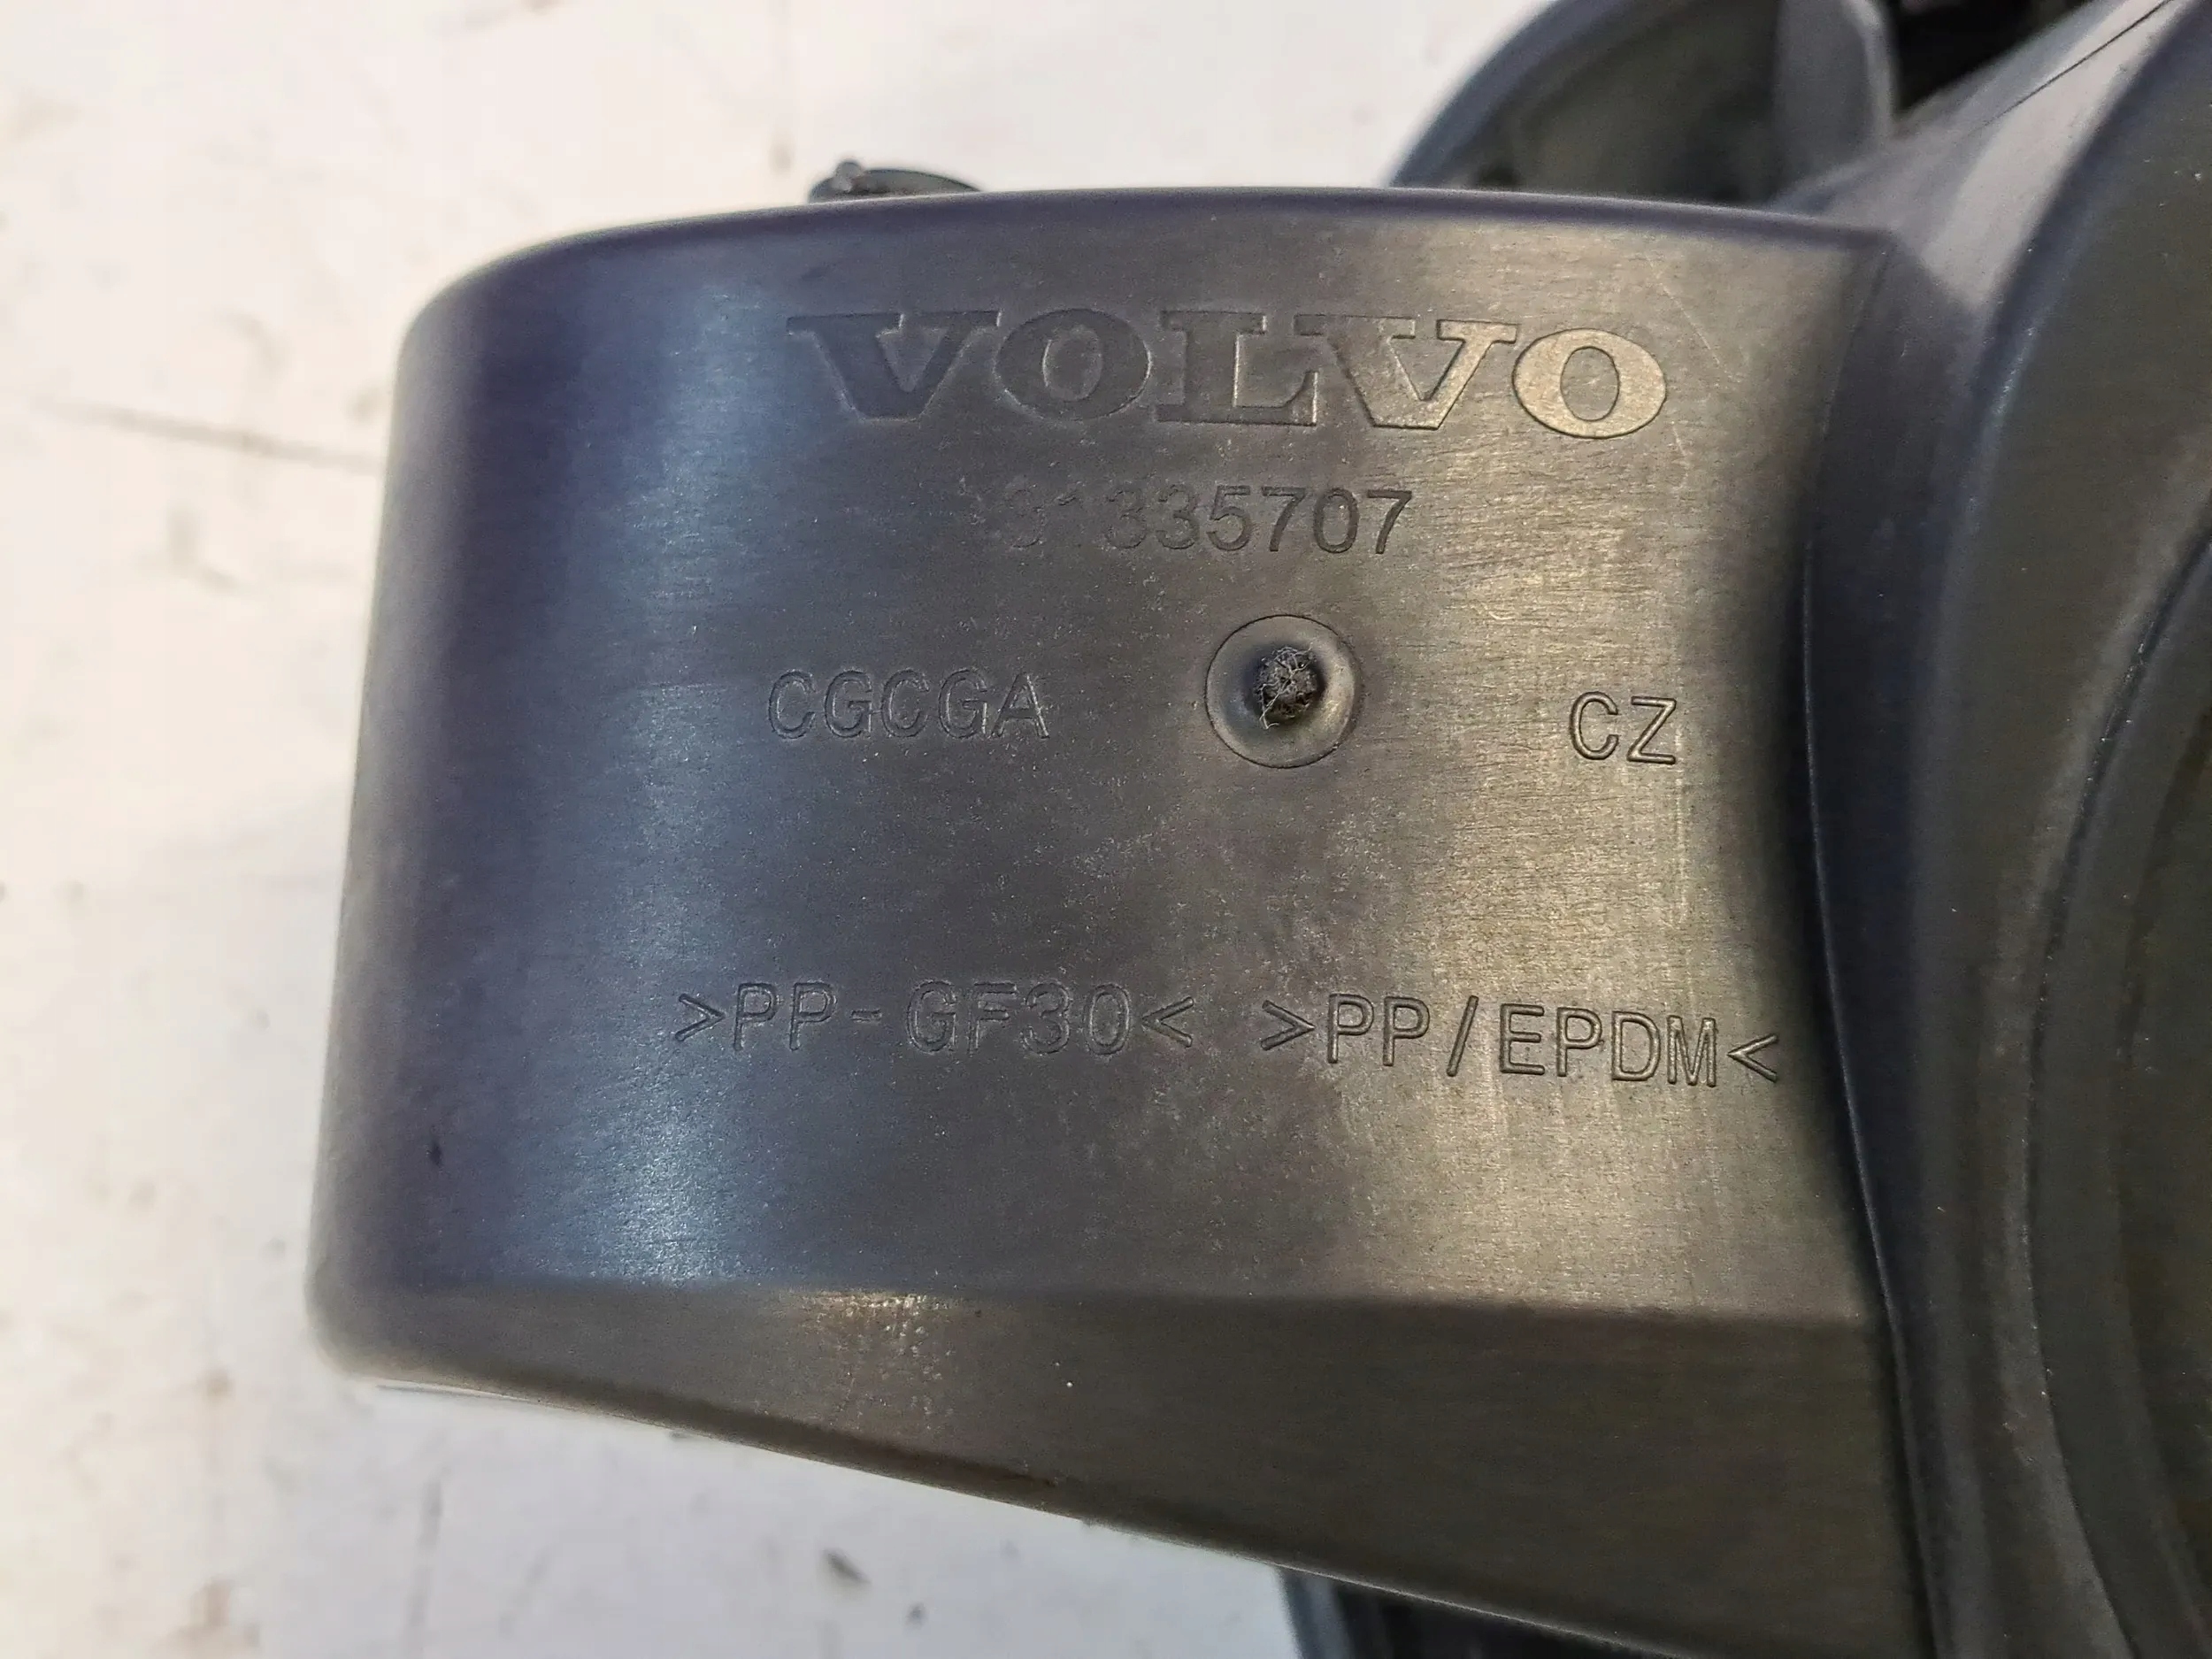 VOLVO
31335707
CGCGA CZ
>PP-GF30< >PP/EPDM<